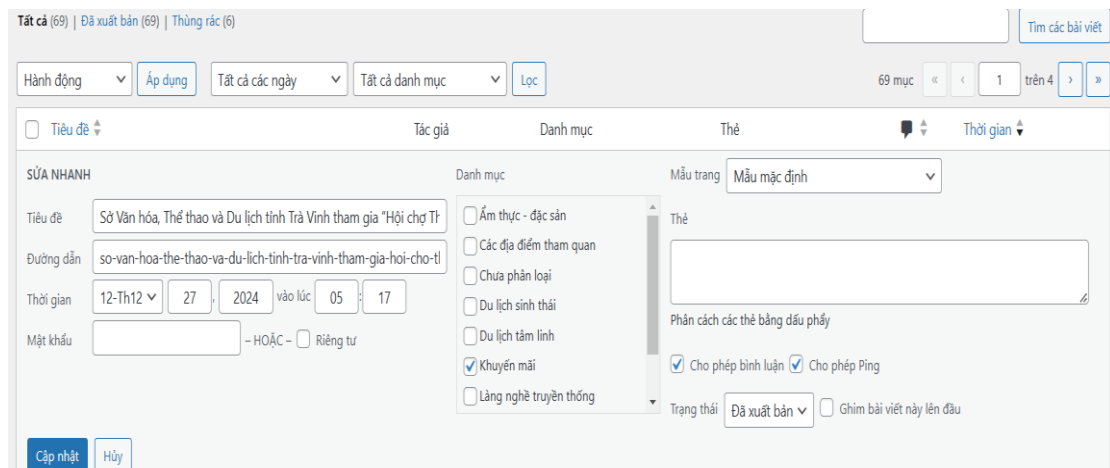 Tất cả (69) | Đã xuất bản (69) | Thùng rác (6)
Tìm các bài viết
Hành động Áp dụng Tất cả các ngày Tất cả danh mục Lọc 69 mục « ‹ 1 trên 4 › »
Tiêu đề Tác giả Danh mục Thẻ Thời gian
SỬA NHANH Danh mục Mẫu trang Mẫu mặc định
Tiêu đề Sở Văn hóa, Thể thao và Du lịch tỉnh Trà Vinh tham gia "Hội chợ Th
Đường dẫn so-van-hoa-the-thao-va-du-lich-tinh-tra-vinh-tham-gia-hoi-cho-tl
Thời gian 12-Th12 27 , 2024 vào lúc 05 : 17
Mật khẩu – HOẶC – Riêng tư
Ẩm thực - đặc sản
Các địa điểm tham quan
Chưa phân loại
Du lịch sinh thái
Du lịch tâm linh
Khuyến mãi
Làng nghề truyền thống
Thẻ
Phân cách các thẻ bằng dấu phẩy
Cho phép bình luận Cho phép Ping
Trạng thái Đã xuất bản Ghim bài viết này lên đầu
Cập nhật Hủy